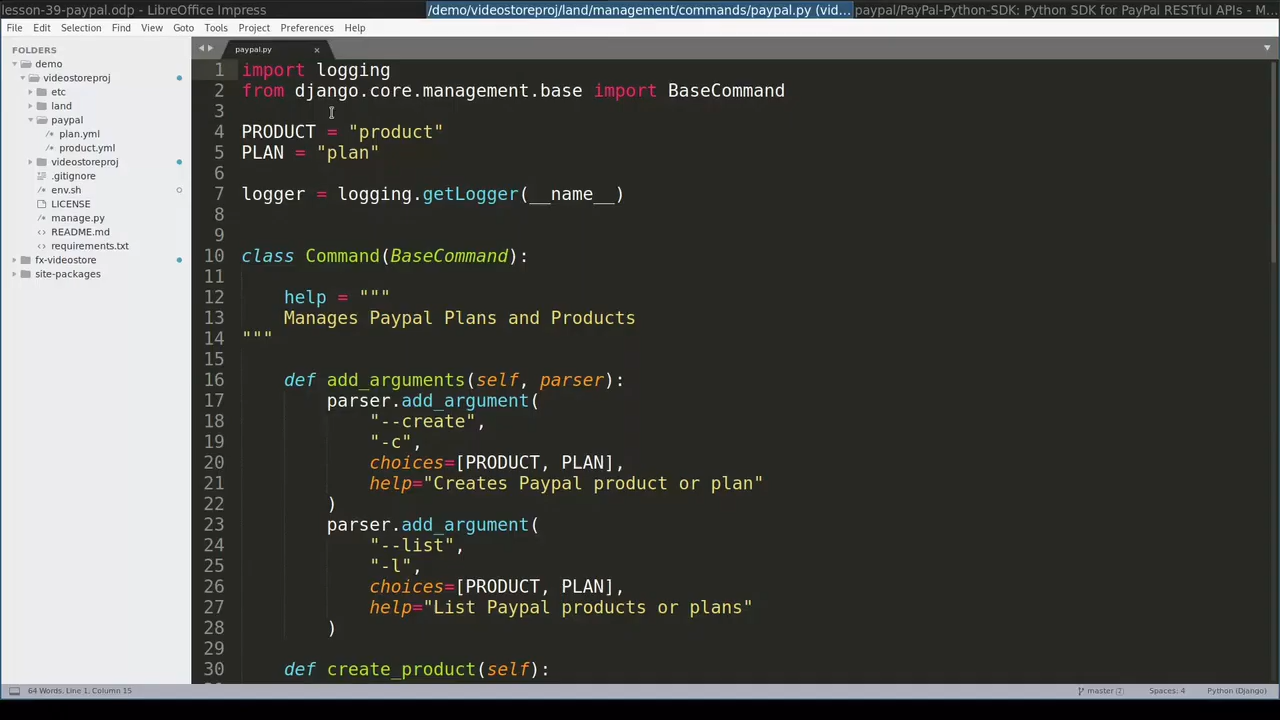 lesson-39-paypal.odp - LibreOffice Impress
/demo/videostoreproj/land/management/commands/paypal.py (vid...
paypal/PayPal-Python-SDK: Python SDK for PayPal RESTful APIs - M...
File Edit Selection Find View Goto Tools Project Preferences Help
FOLDERS
demo
videostoreproj
etc
land
paypal
plan.yml
product.yml
videostoreproj
.gitignore
env.sh
LICENSE
manage.py
README.md
requirements.txt
fx-videostore
site-packages
paypal.py ×
1 import logging
2 from django.core.management.base import BaseCommand
3
4 PRODUCT = "product"
5 PLAN = "plan"
6
7 logger = logging.getLogger(__name__)
8
9
10 class Command(BaseCommand):
11
12     help = """
13     Manages Paypal Plans and Products
14 """
15
16     def add_arguments(self, parser):
17         parser.add_argument(
18             "--create",
19             "-c",
20             choices=[PRODUCT, PLAN],
21             help="Creates Paypal product or plan"
22         )
23         parser.add_argument(
24             "--list",
25             "-l",
26             choices=[PRODUCT, PLAN],
27             help="List Paypal products or plans"
28         )
29
30     def create_product(self):
64 Words, Line 1, Column 15
master 2
Spaces: 4
Python (Django)